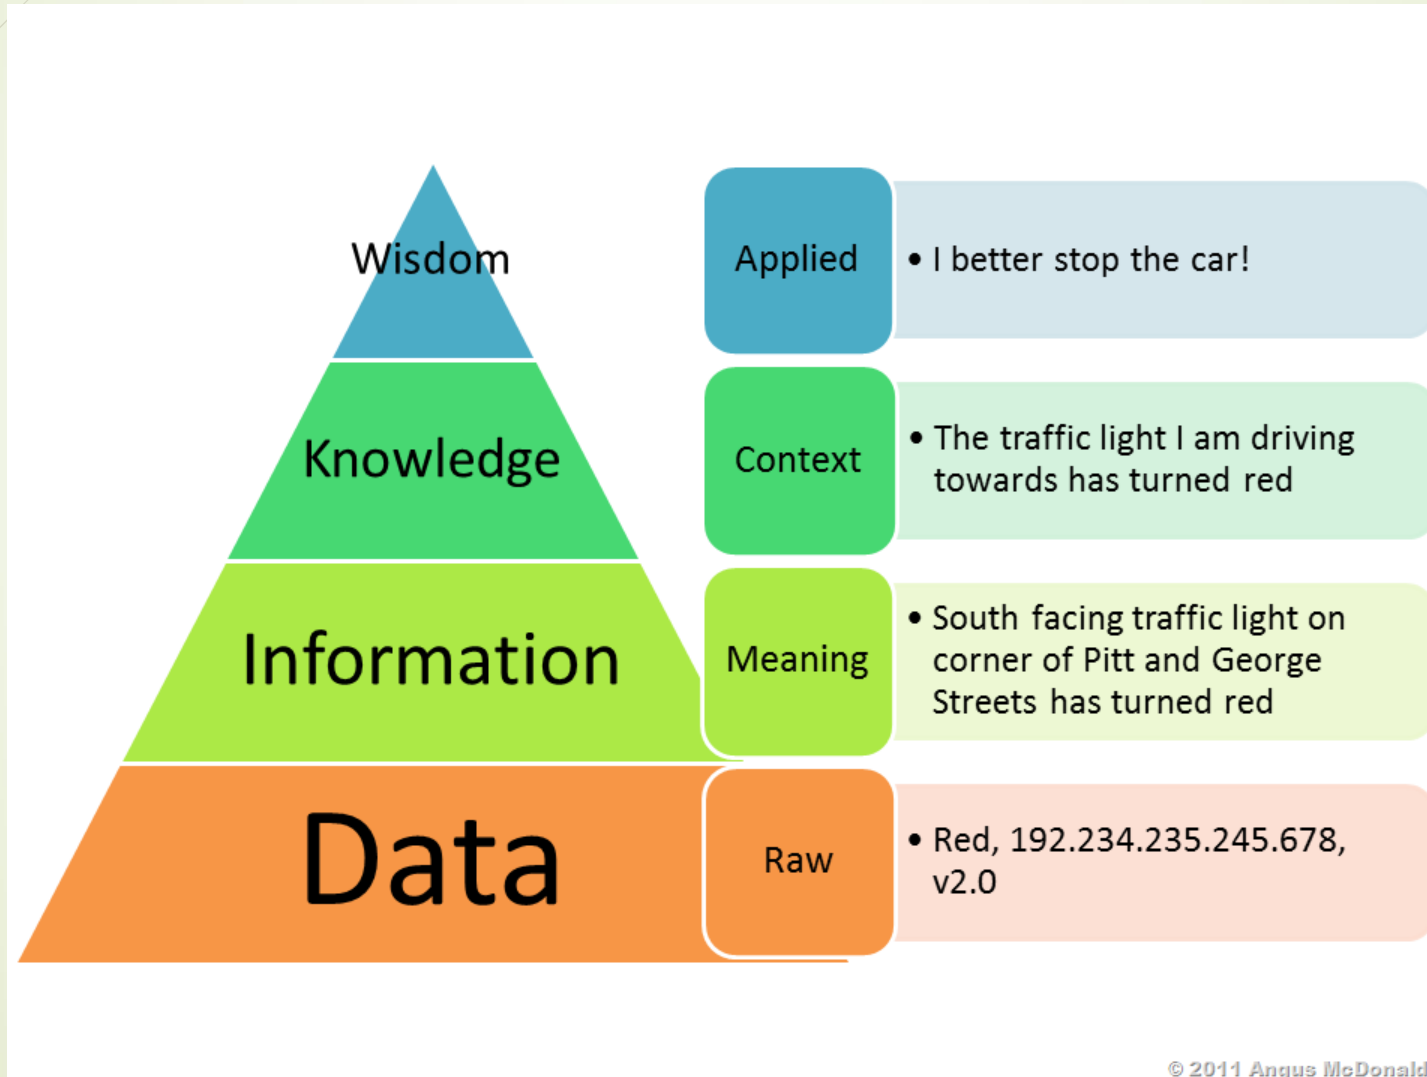 Wisdom
Applied
• I better stop the car!
Knowledge
Context
• The traffic light I am driving
towards has turned red
Information
Meaning
• South facing traffic light on
corner of Pitt and George
Streets has turned red
Data
Raw
• Red, 192.234.235.245.678,
v2.0
© 2011 Angus McDonald